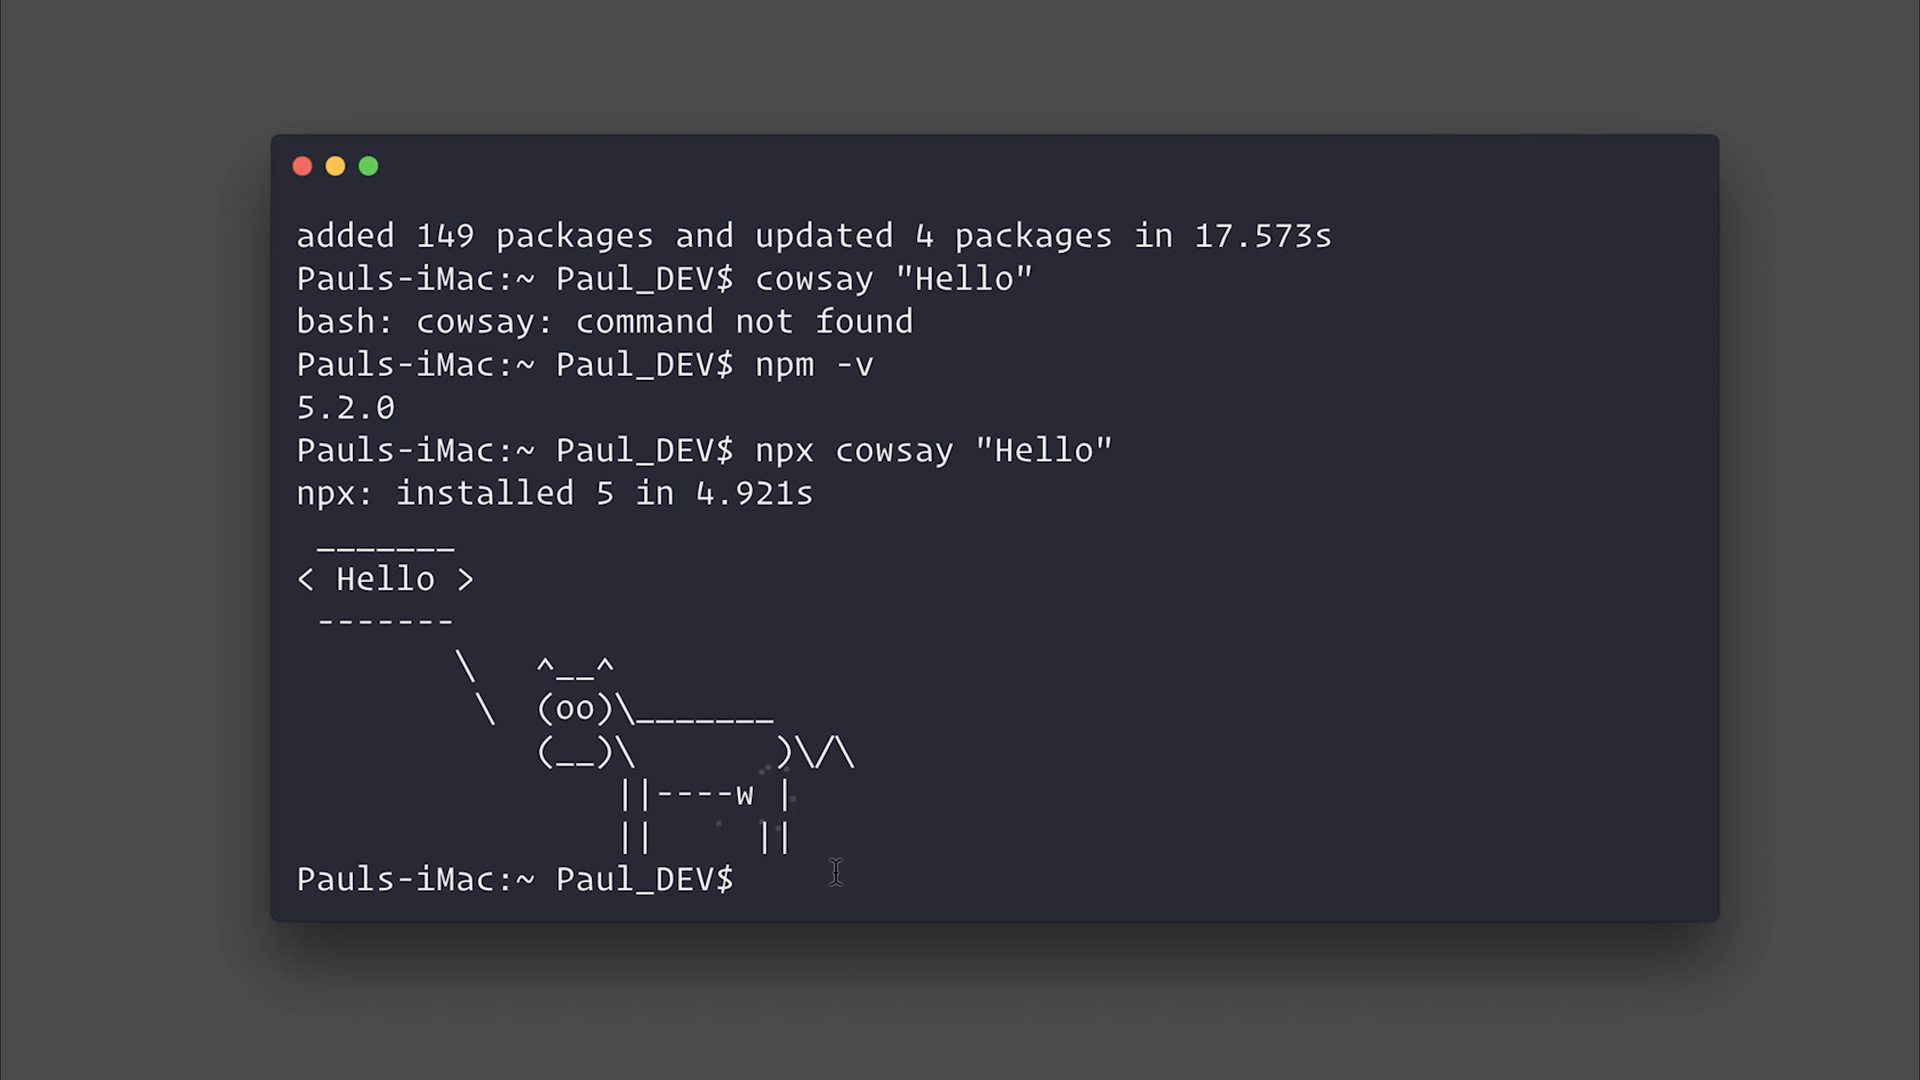 added 149 packages and updated 4 packages in 17.573s
Pauls-iMac:~ Paul_DEV$ cowsay "Hello"
bash: cowsay: command not found
Pauls-iMac:~ Paul_DEV$ npm -v
5.2.0
Pauls-iMac:~ Paul_DEV$ npx cowsay "Hello"
npx: installed 5 in 4.921s
 _______
< Hello >
 -------
        \   ^__^
         \  (oo)\_______
            (__)\       )\/\
                ||----w |
                ||     ||
Pauls-iMac:~ Paul_DEV$